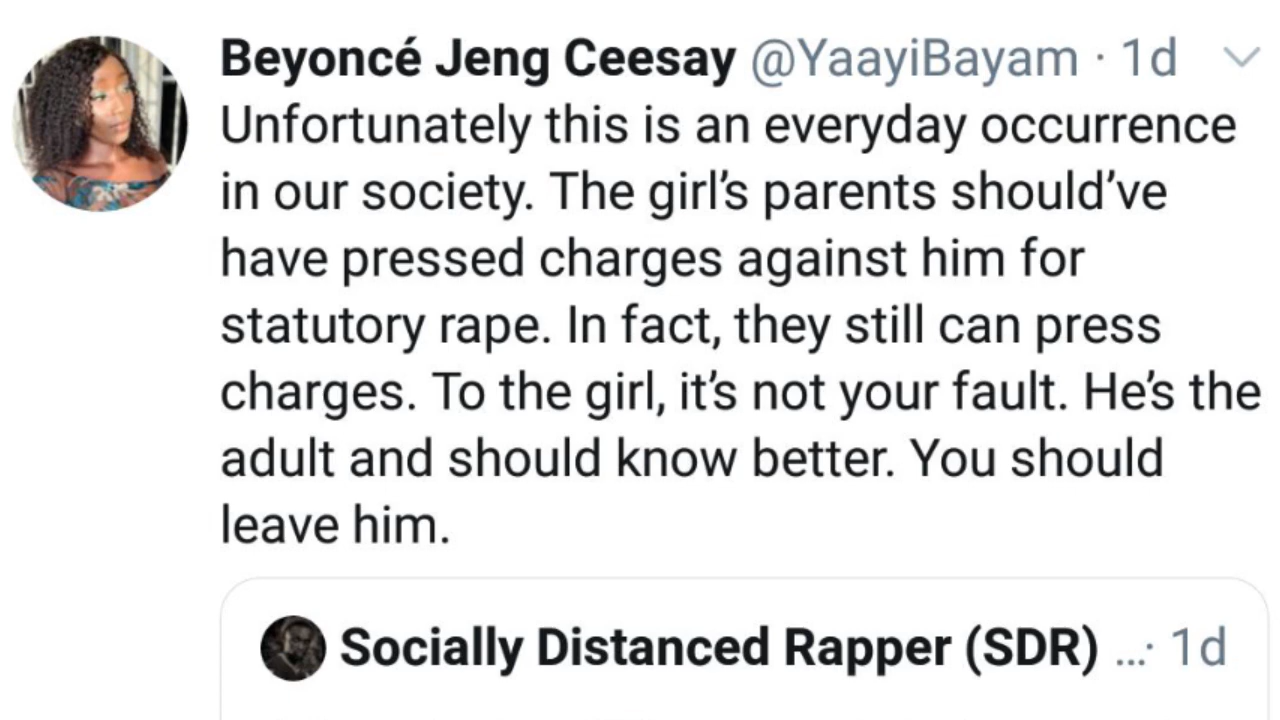 Beyoncé Jeng Ceesay @YaayiBayam · 1d
Unfortunately this is an everyday occurrence
in our society. The girl's parents should've
have pressed charges against him for
statutory rape. In fact, they still can press
charges. To the girl, it's not your fault. He's the
adult and should know better. You should
leave him.
Socially Distanced Rapper (SDR) ...· 1d